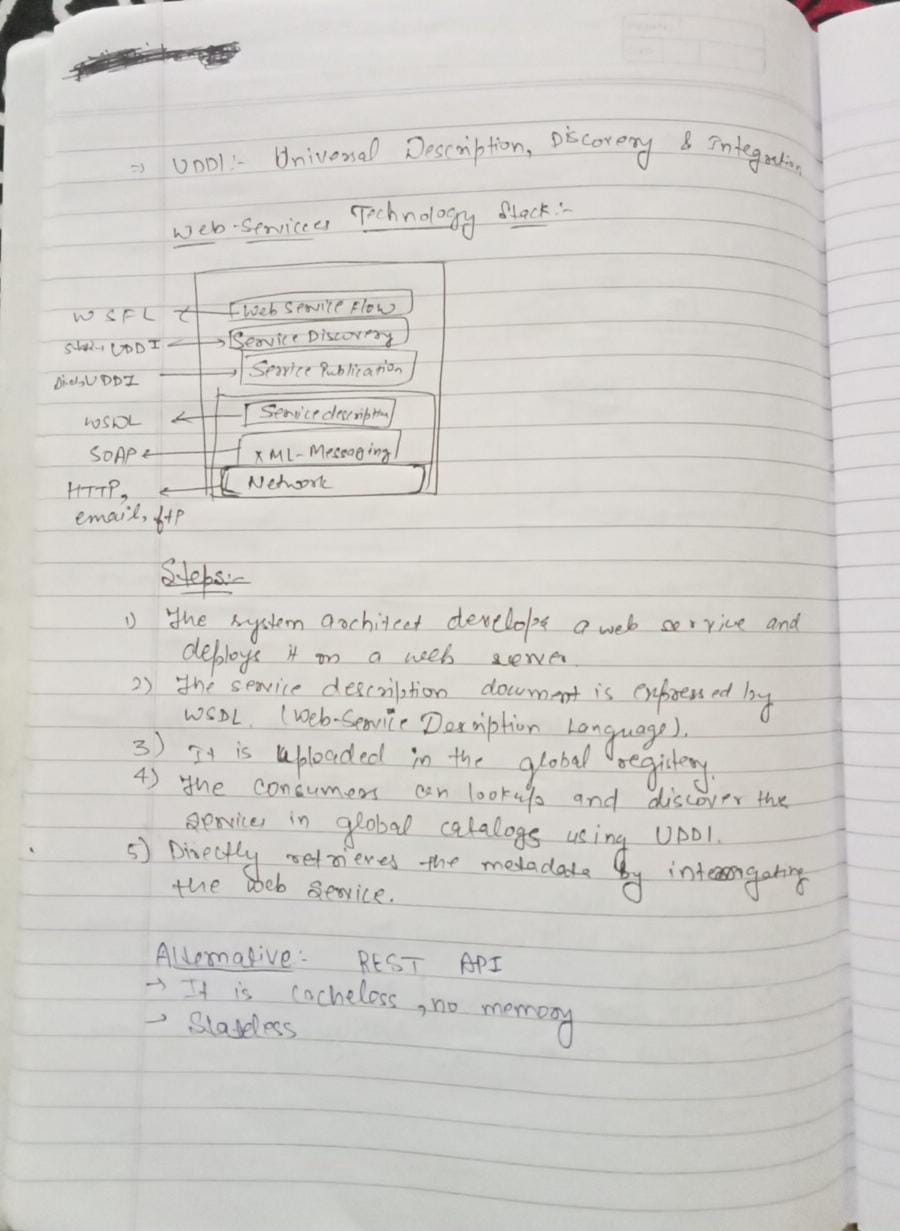 ⇒ UDDI:- Universal Description, Discovery & Integration
Web-Services Technology Stack:-
WSFL ← Web Service Flow
Static UDDI → Service Discovery
Direct UDDI → Service Publication
WSDL ← Service description
SOAP ← XML-Messaging
HTTP, ← Network
email, ftp
Steps:-
1) The system architect develops a web service and
deploys it on a web server.
2) The service description document is expressed by
WSDL. (Web-Service Description Language).
3) It is uploaded in the global registery.
4) The consumers can lookup and discover the
services in global catalogs using UDDI.
5) Directly retrieves the metadata by interrogating
the web Service.
Alternative:- REST API
→ It is cacheless, no memory
→ Stateless